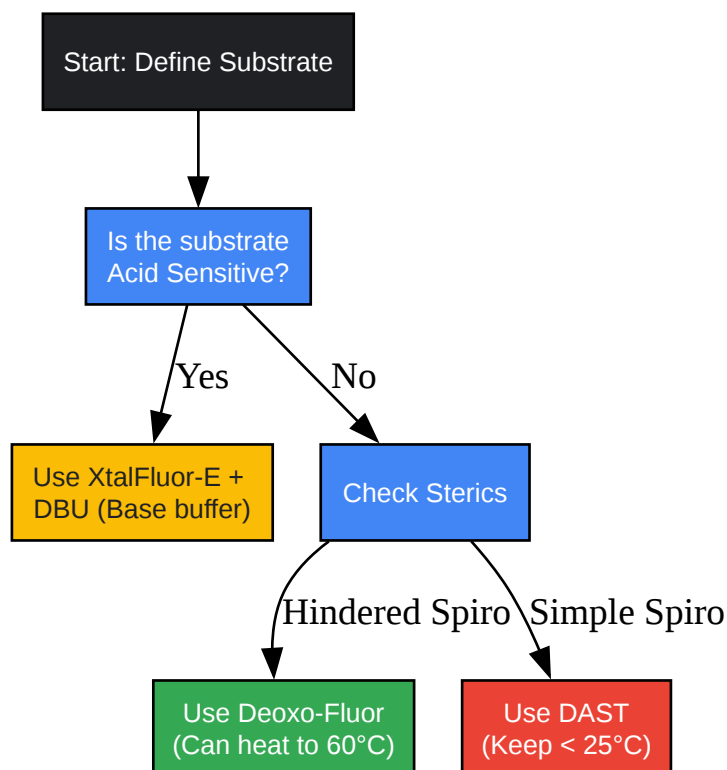 Start: Define Substrate
Is the substrate
Acid Sensitive?
Yes
No
Use XtalFluor-E +
DBU (Base buffer)
Check Sterics
Hindered Spiro
Simple Spiro
Use Deoxo-Fluor
(Can heat to 60°C)
Use DAST
(Keep < 25°C)